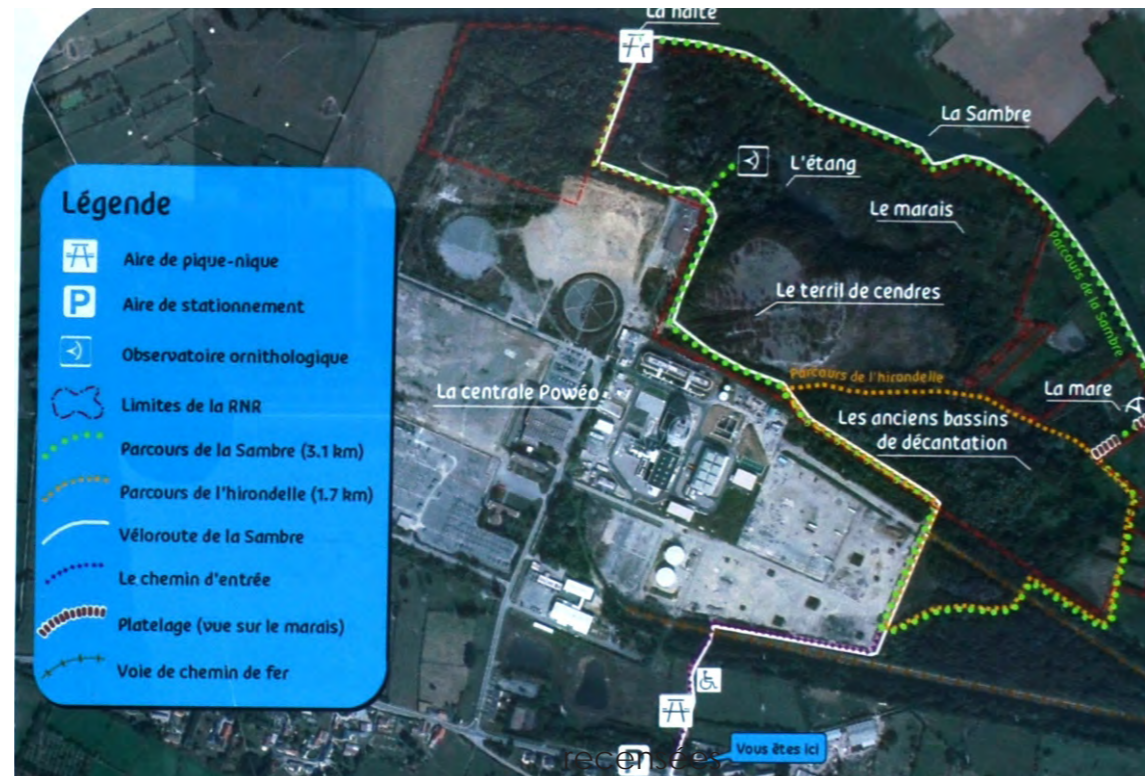 La halte
La Sambre
L'étang
Le marais
Parcours de la Sambre
Le terril de cendres
Parcours de l'hirondelle
La centrale Powéo
La mare
Les anciens bassins
de décantation
Légende
Aire de pique-nique
P
Aire de stationnement
Observatoire ornithologique
Limites de la RNR
Parcours de la Sambre (3.1 km)
Parcours de l'hirondelle (1.7 km)
Véloroute de la Sambre
Le chemin d'entrée
Platelage (vue sur le marais)
Voie de chemin de fer
P
Vous êtes ici